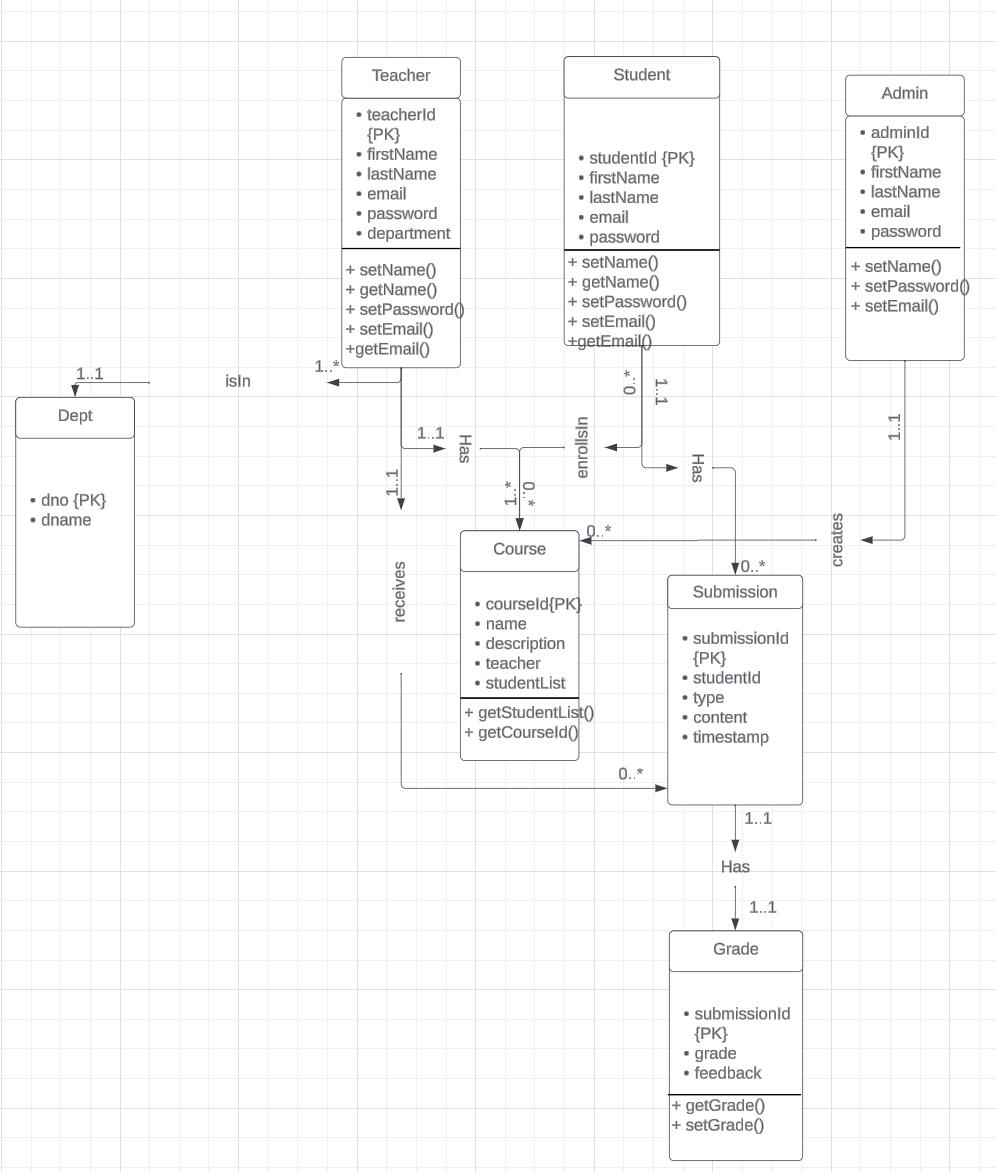 Teacher
• teacherId
{PK}
• firstName
• lastName
• email
• password
• department
+ setName()
+ getName()
+ setPassword()
+ setEmail()
+getEmail()
Student
• studentId {PK}
• firstName
• lastName
• email
• password
+ setName()
+ getName()
+ setPassword()
+ setEmail()
+getEmail()
Admin
• adminId
{PK}
• firstName
• lastName
• email
• password
+ setName()
+ setPassword()
+ setEmail()
1..1
isIn
1..*
Dept
• dno {PK}
• dname
1..1
Has
1..*
0..*
enrollsIn
0..*
1..1
Has
1..1
creates
0..*
0..*
1..1
receives
0..*
Course
• courseId{PK}
• name
• description
• teacher
• studentList
+ getStudentList()
+ getCourseId()
Submission
• submissionId
{PK}
• studentId
• type
• content
• timestamp
1..1
Has
1..1
Grade
• submissionId
{PK}
• grade
• feedback
+ getGrade()
+ setGrade()